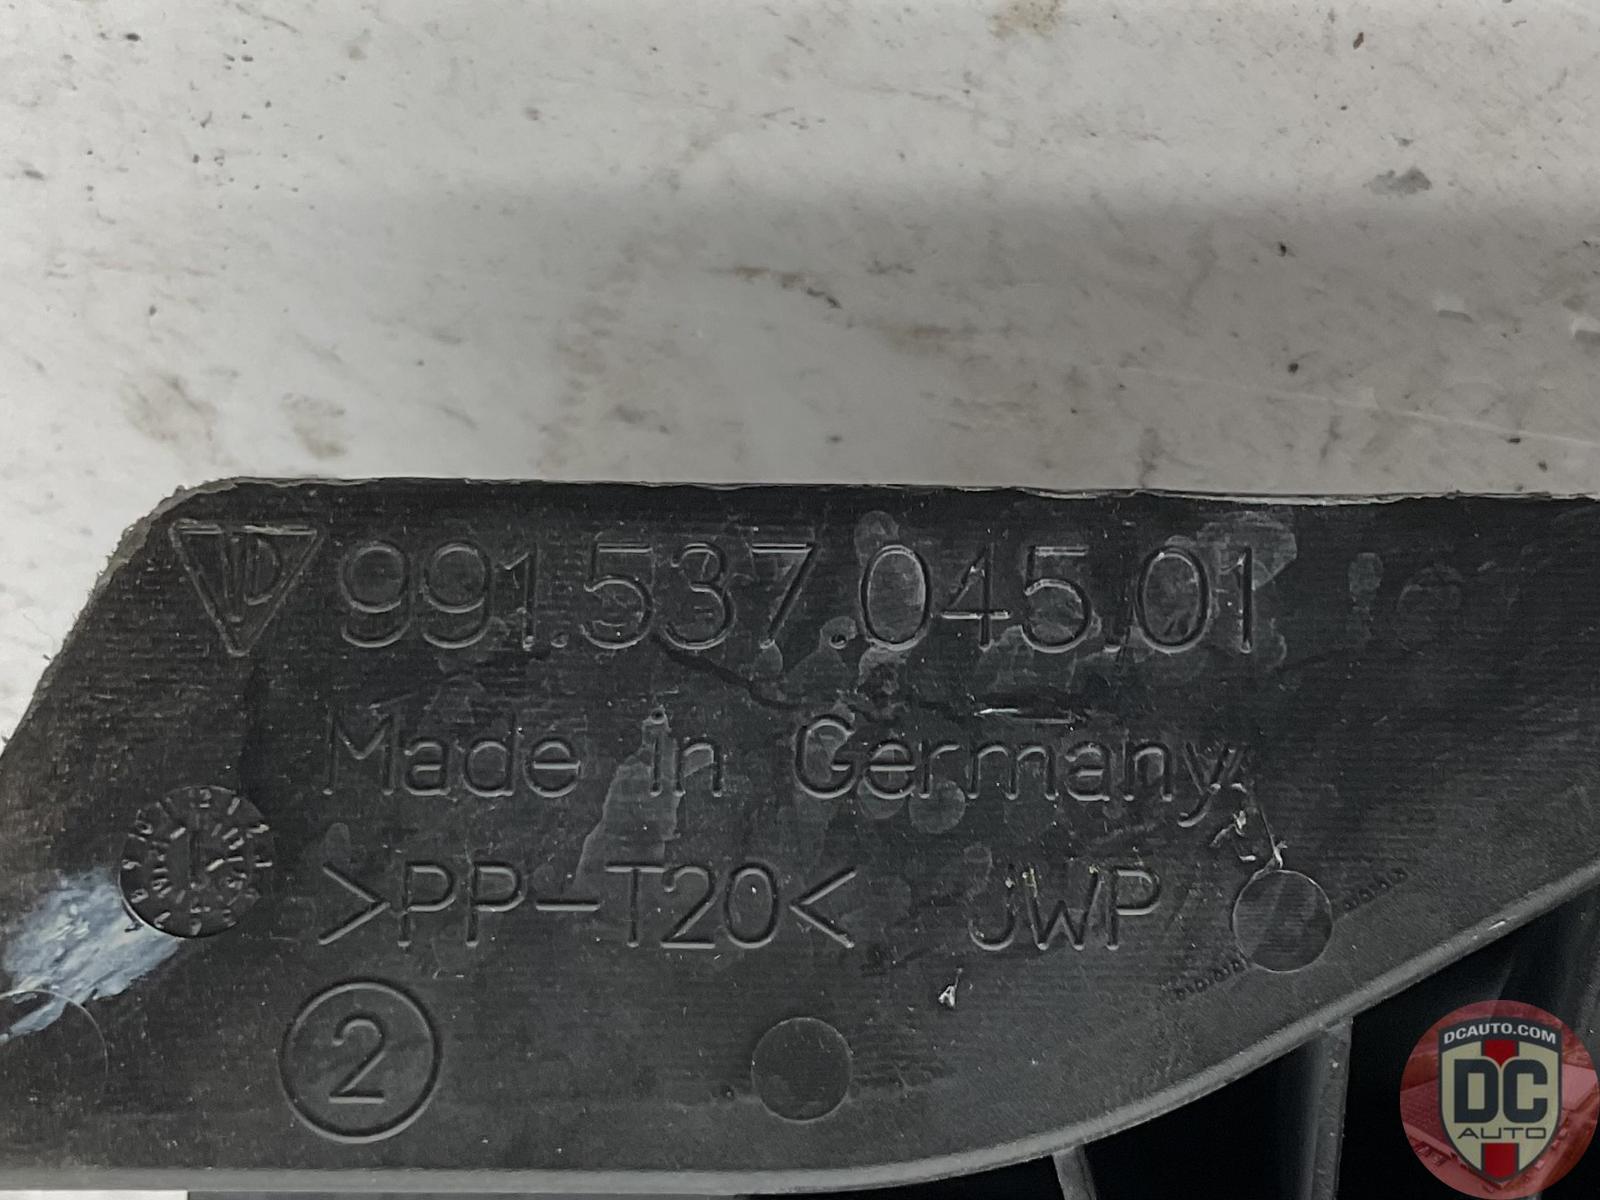 991.537.045.01
Made in Germany
>PP-T20< JWP
2
DCAUTO.COM
DC
AUTO